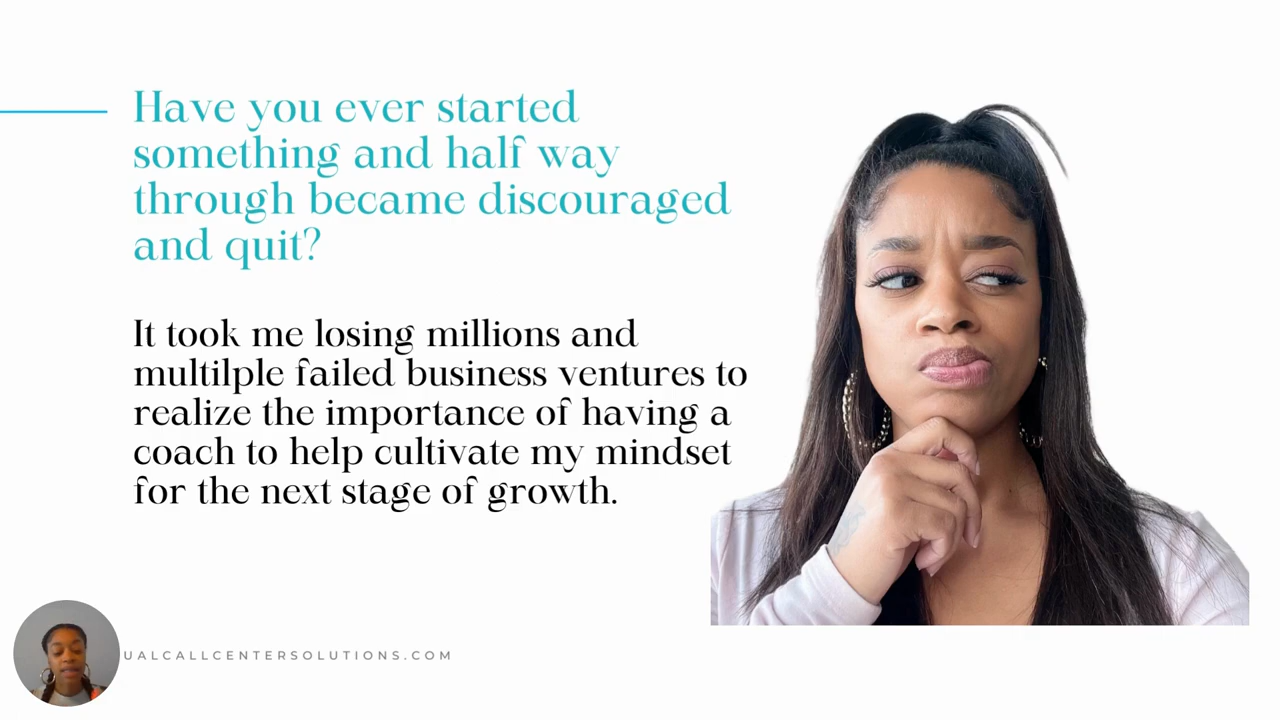 Have you ever started
something and half way
through became discouraged
and quit?
It took me losing millions and
multilple failed business ventures to
realize the importance of having a
coach to help cultivate my mindset
for the next stage of growth.
UALCALLCENTERSOLUTIONS.COM